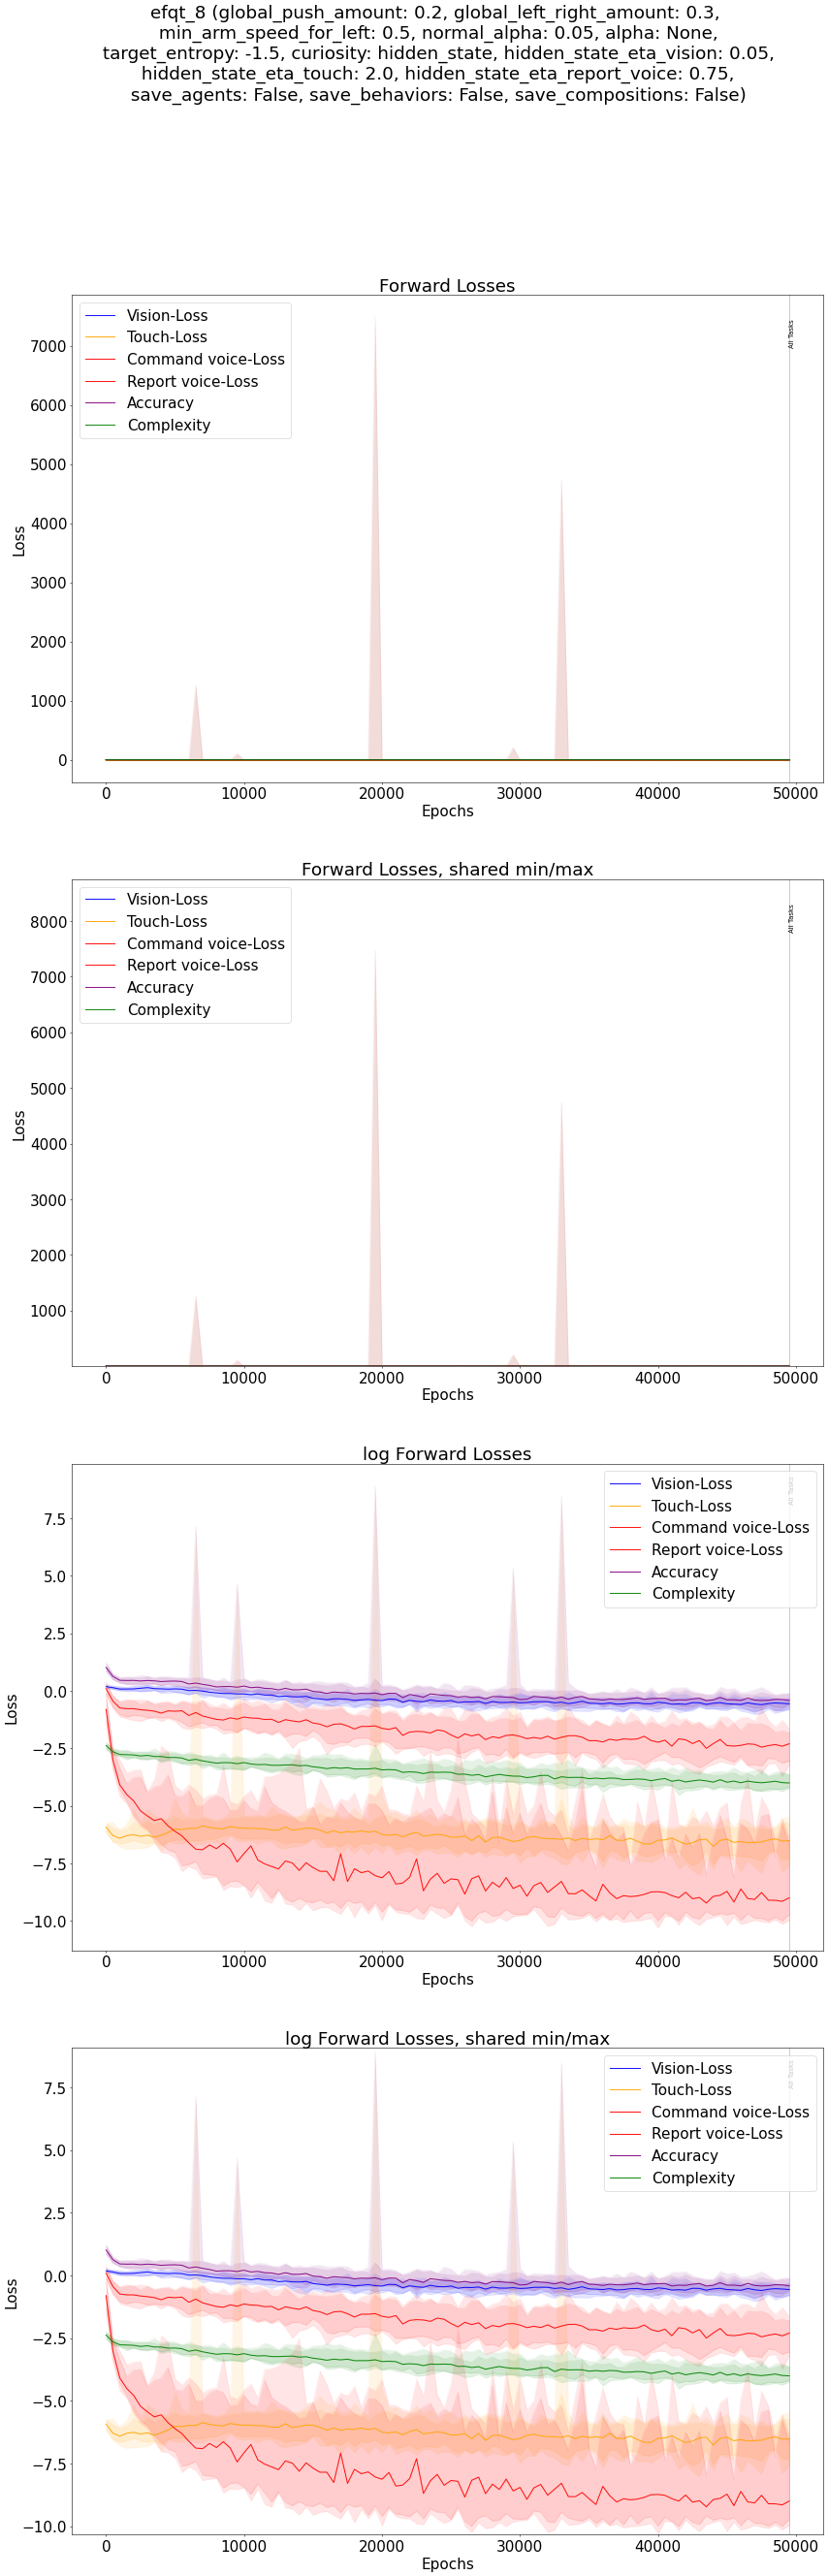 efqt_8 (global_push_amount: 0.2, global_left_right_amount: 0.3,
min_arm_speed_for_left: 0.5, normal_alpha: 0.05, alpha: None,
target_entropy: -1.5, curiosity: hidden_state, hidden_state_eta_vision: 0.05,
hidden_state_eta_touch: 2.0, hidden_state_eta_report_voice: 0.75,
save_agents: False, save_behaviors: False, save_compositions: False)
Forward Losses
Vision-Loss
Touch-Loss
Command voice-Loss
Report voice-Loss
Accuracy
Complexity
All Tasks
7000
6000
5000
4000
3000
2000
1000
0
Loss
0 10000 20000 30000 40000 50000
Epochs
Forward Losses, shared min/max
Vision-Loss
Touch-Loss
Command voice-Loss
Report voice-Loss
Accuracy
Complexity
All Tasks
8000
7000
6000
5000
4000
3000
2000
1000
Loss
0 10000 20000 30000 40000 50000
Epochs
log Forward Losses
Vision-Loss
Touch-Loss
Command voice-Loss
Report voice-Loss
Accuracy
Complexity
All Tasks
7.5
5.0
2.5
0.0
−2.5
−5.0
−7.5
−10.0
Loss
0 10000 20000 30000 40000 50000
Epochs
log Forward Losses, shared min/max
Vision-Loss
Touch-Loss
Command voice-Loss
Report voice-Loss
Accuracy
Complexity
All Tasks
7.5
5.0
2.5
0.0
−2.5
−5.0
−7.5
−10.0
Loss
0 10000 20000 30000 40000 50000
Epochs